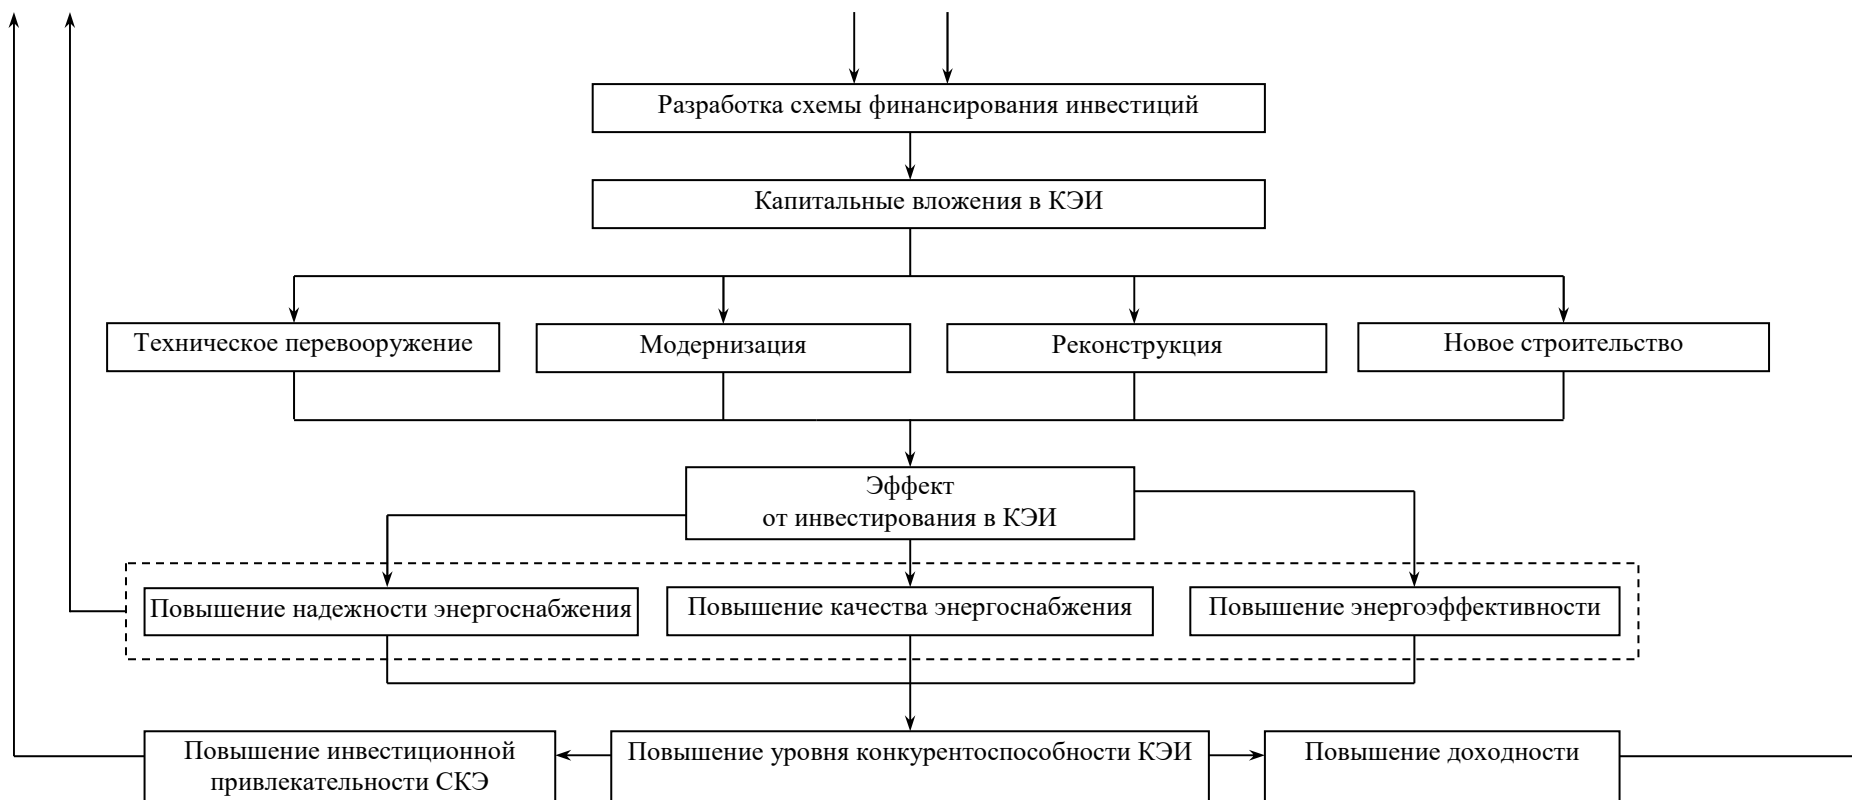 Разработка схемы финансирования инвестиций
Капитальные вложения в КЭИ
Техническое перевооружение
Модернизация
Реконструкция
Новое строительство
Эффект
от инвестирования в КЭИ
Повышение надежности энергоснабжения
Повышение качества энергоснабжения
Повышение энергоэффективности
Повышение инвестиционной
привлекательности СКЭ
Повышение уровня конкурентоспособности КЭИ
Повышение доходности